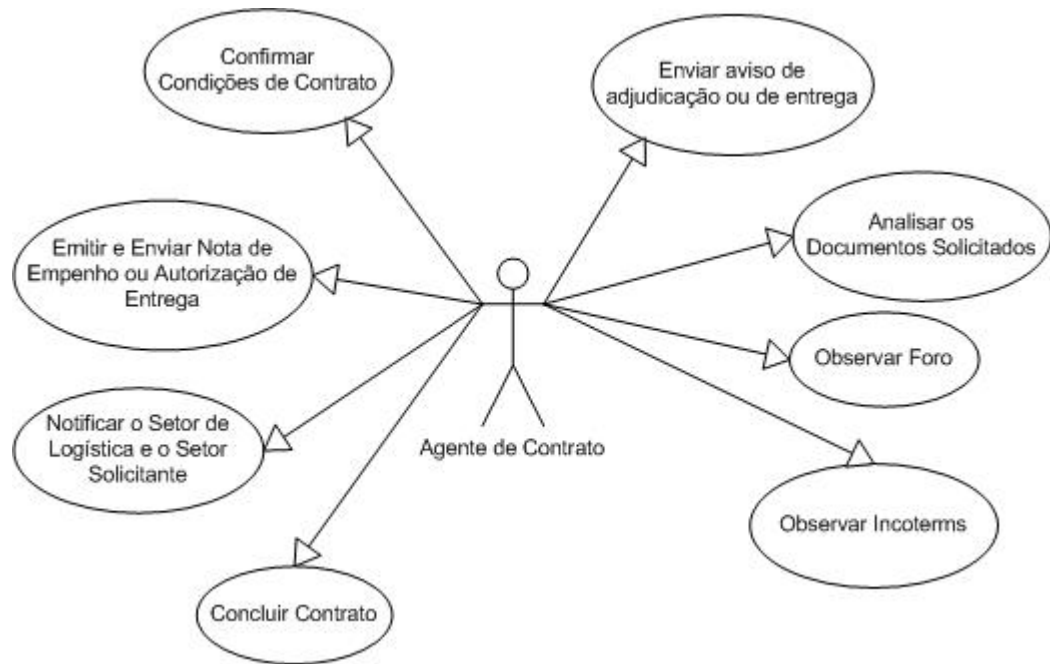 Confirmar
Condições de Contrato
Enviar aviso de
adjudicação ou de entrega
Emitir e Enviar Nota de
Empenho ou Autorização de
Entrega
Analisar os
Documentos Solicitados
Observar Foro
Notificar o Setor de
Logística e o Setor
Solicitante
Agente de Contrato
Observar Incoterms
Concluir Contrato